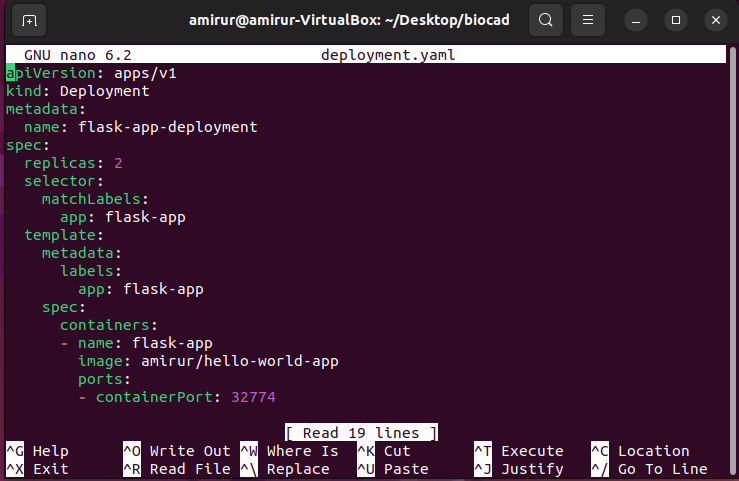 amirur@amirur-VirtualBox: ~/Desktop/biocad
GNU nano 6.2 deployment.yaml
apiVersion: apps/v1
kind: Deployment
metadata:
  name: flask-app-deployment
spec:
  replicas: 2
  selector:
    matchLabels:
      app: flask-app
  template:
    metadata:
      labels:
        app: flask-app
    spec:
      containers:
      - name: flask-app
        image: amirur/hello-world-app
        ports:
        - containerPort: 32774
[ Read 19 lines ]
^G Help ^O Write Out ^W Where Is ^K Cut ^T Execute ^C Location
^X Exit ^R Read File ^\ Replace ^U Paste ^J Justify ^/ Go To Line